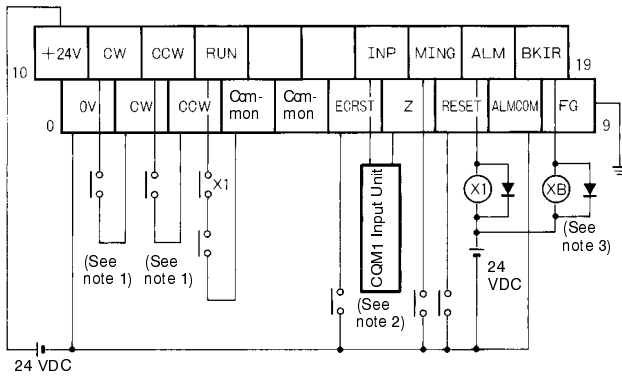 +24V CW CCW RUN INP MING ALM BKIR
10 19
0V CW CCW Com-mon Com-mon ECRST Z RESET ALMCOM FG
0 9
X1
X1 XB
CQM1 Input Unit
(See note 1)
(See note 1)
(See note 2)
(See note 3)
24 VDC
24 VDC